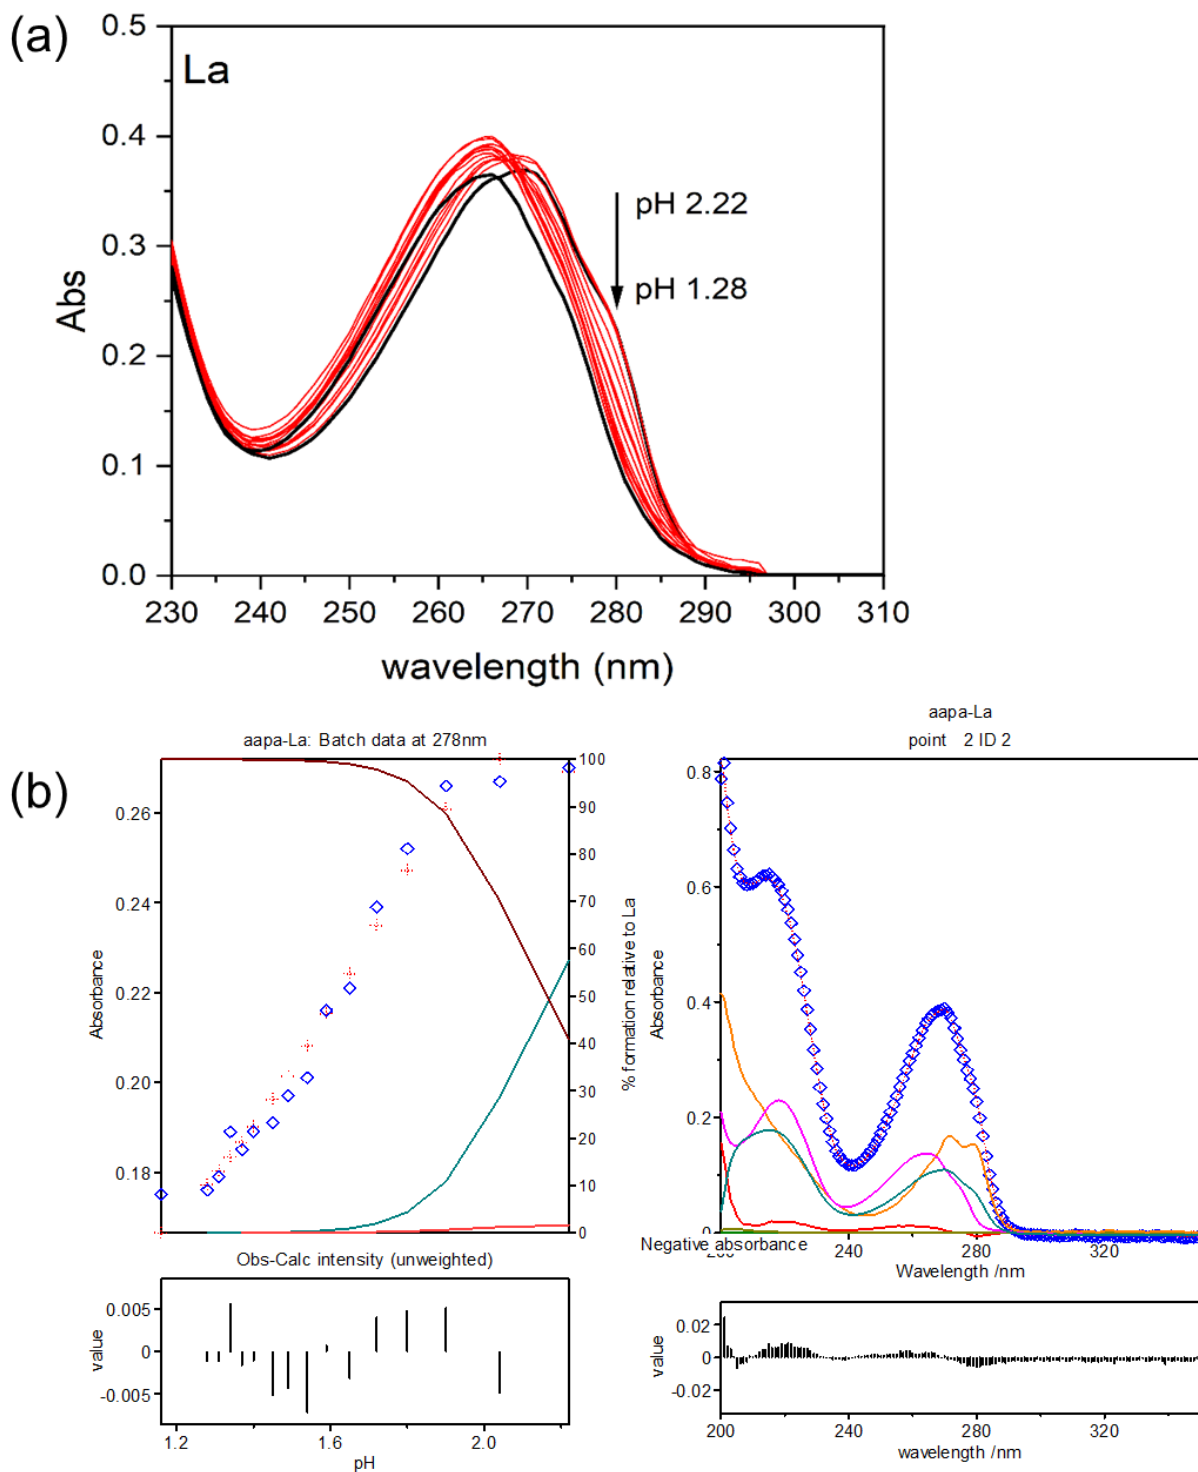 (a)
La
0.5
0.4
0.3
0.2
0.1
0.0
Abs
pH 2.22
pH 1.28
230 240 250 260 270 280 290 300 310
wavelength (nm)
(b)
aapa-La: Batch data at 278nm
0.26
0.24
0.22
0.20
0.18
Absorbance
100
90
80
70
60
50
40
30
20
10
0
% formation relative to La
Obs-Calc intensity (unweighted)
0.005
0
-0.005
value
1.2 1.6 2.0
pH
aapa-La
point 2 ID 2
0.8
0.6
0.4
0.2
0
Absorbance
200 240 280 320
Negative absorbance
Wavelength /nm
0.02
0
-0.02
value
200 240 280 320
wavelength /nm